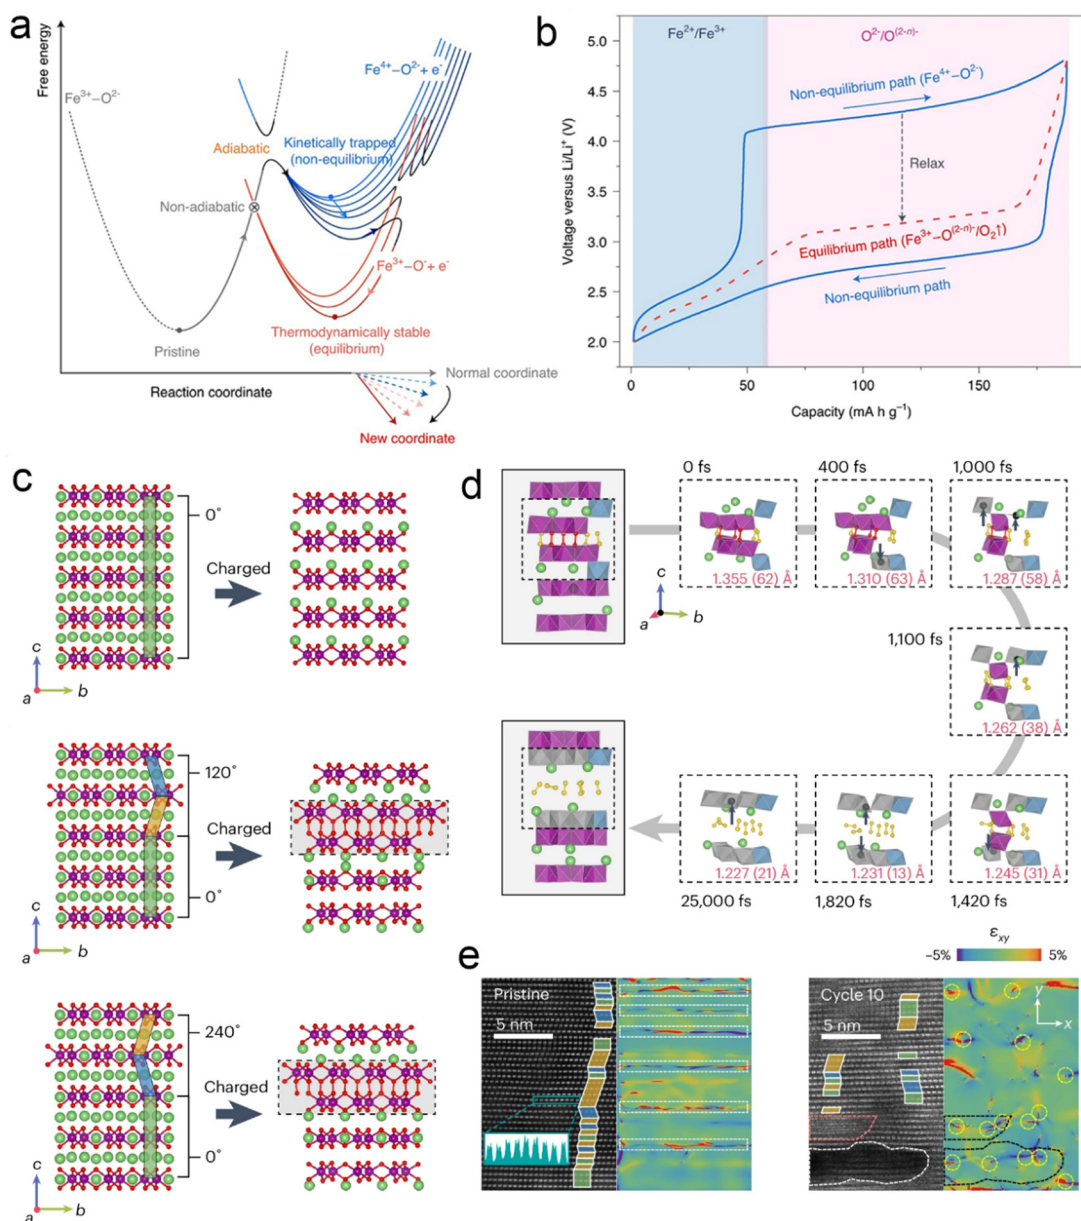 a
Free energy
Fe³⁺–O²⁻
Fe⁴⁺–O²⁻ + e⁻
Adiabatic
Kinetically trapped
(non-equilibrium)
Non-adiabatic
Fe³⁺–O⁻ + e⁻
Thermodynamically stable
(equilibrium)
Pristine
Reaction coordinate
Normal coordinate
New coordinate
b
Fe²⁺/Fe³⁺
O²⁻/O⁽²⁻ⁿ⁾⁻
Non-equilibrium path (Fe⁴⁺–O²⁻)
Relax
Equilibrium path (Fe³⁺–O⁽²⁻ⁿ⁾⁻/O₂↑)
Non-equilibrium path
Voltage versus Li/Li⁺ (V)
5.0
4.5
4.0
3.5
3.0
2.5
2.0
0
50
100
150
Capacity (mA h g⁻¹)
c
0°
Charged
c
a
b
120°
Charged
0°
c
a
b
240°
Charged
0°
c
a
b
d
0 fs
400 fs
1,000 fs
1.355 (62) Å
1.310 (63) Å
1.287 (58) Å
c
a
b
1,100 fs
1.262 (38) Å
1.227 (21) Å
1.231 (13) Å
1.245 (31) Å
25,000 fs
1,820 fs
1,420 fs
e
εxy
−5%
5%
Pristine
5 nm
Cycle 10
5 nm
y
x